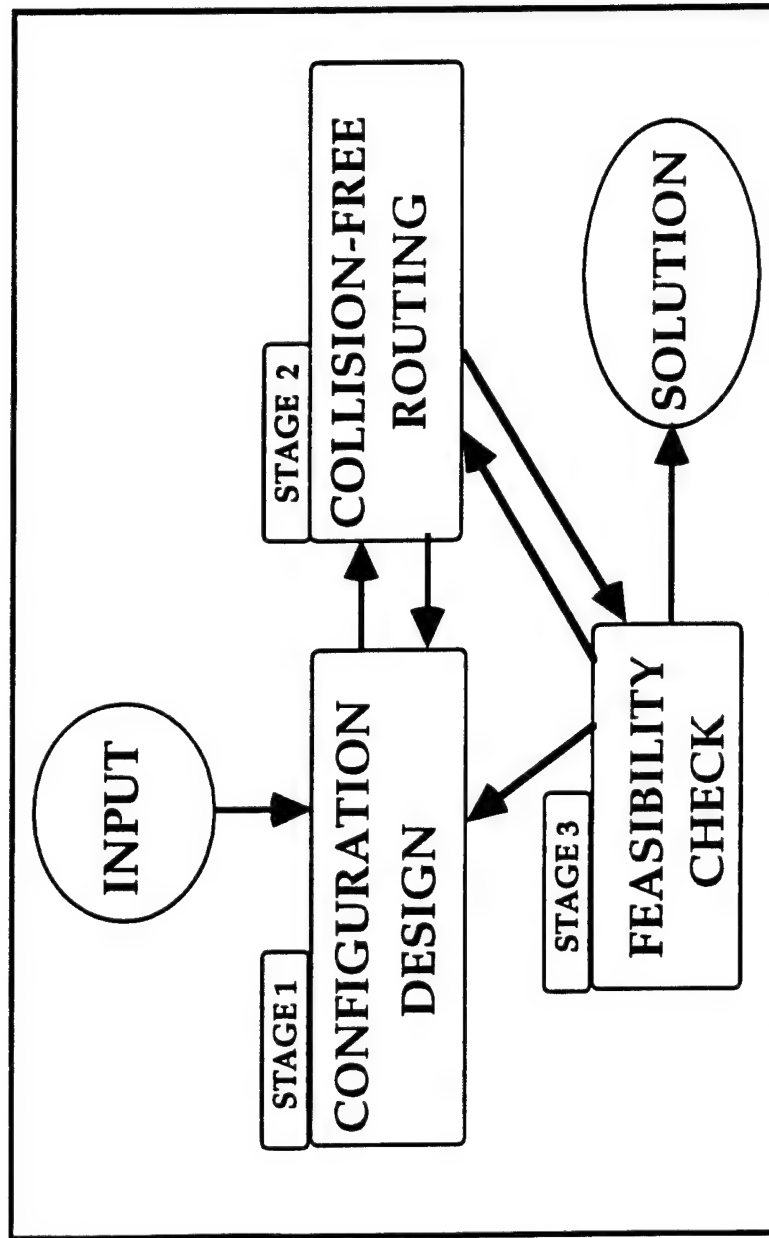 INPUT
STAGE 1
CONFIGURATION
DESIGN
STAGE 2
COLLISION-FREE
ROUTING
STAGE 3
FEASIBILITY
CHECK
SOLUTION